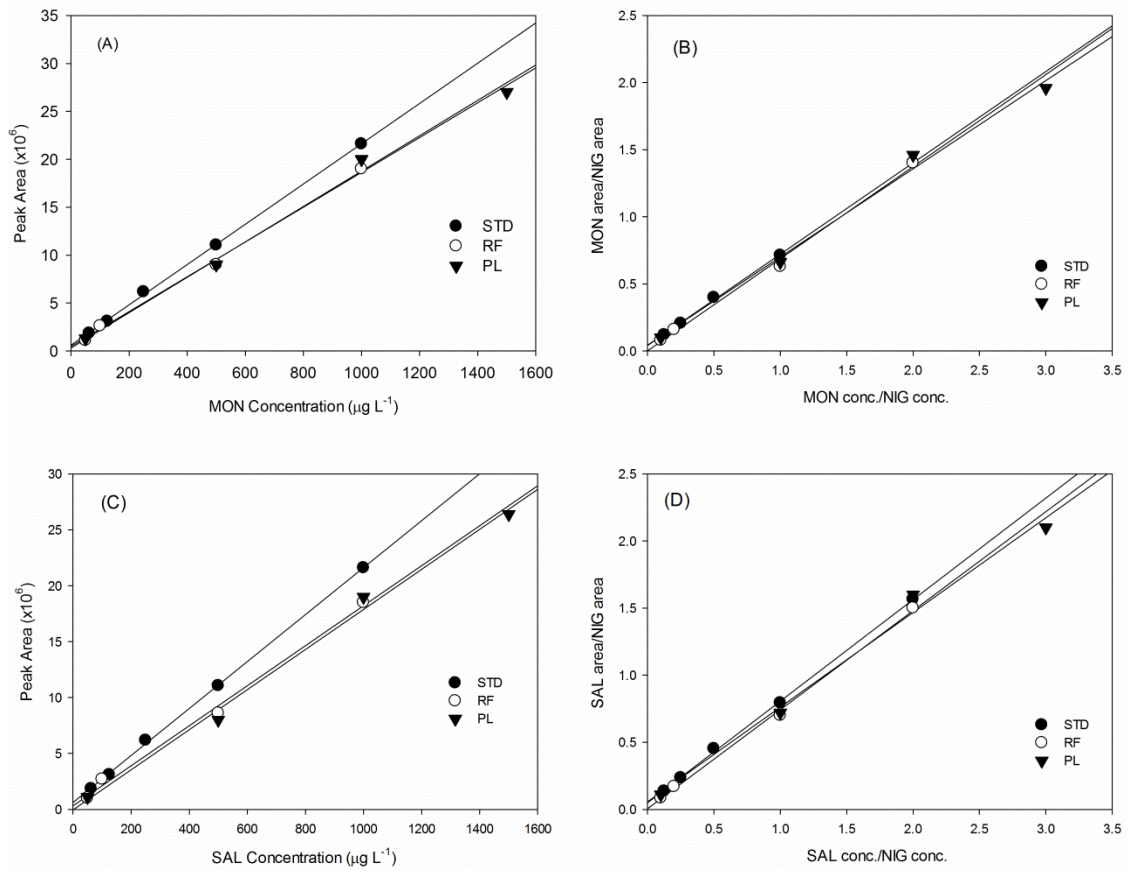 (A)
Peak Area (x10⁶)
35
30
25
20
15
10
5
0
0 200 400 600 800 1000 1200 1400 1600
MON Concentration (µg L⁻¹)
STD
RF
PL
(B)
MON area/NIG area
2.5
2.0
1.5
1.0
0.5
0.0
0.0 0.5 1.0 1.5 2.0 2.5 3.0 3.5
MON conc./NIG conc.
STD
RF
PL
(C)
Peak Area (x10⁶)
30
25
20
15
10
5
0
0 200 400 600 800 1000 1200 1400 1600
SAL Concentration (µg L⁻¹)
STD
RF
PL
(D)
SAL area/NIG area
2.5
2.0
1.5
1.0
0.5
0.0
0.0 0.5 1.0 1.5 2.0 2.5 3.0 3.5
SAL conc./NIG conc.
STD
RF
PL